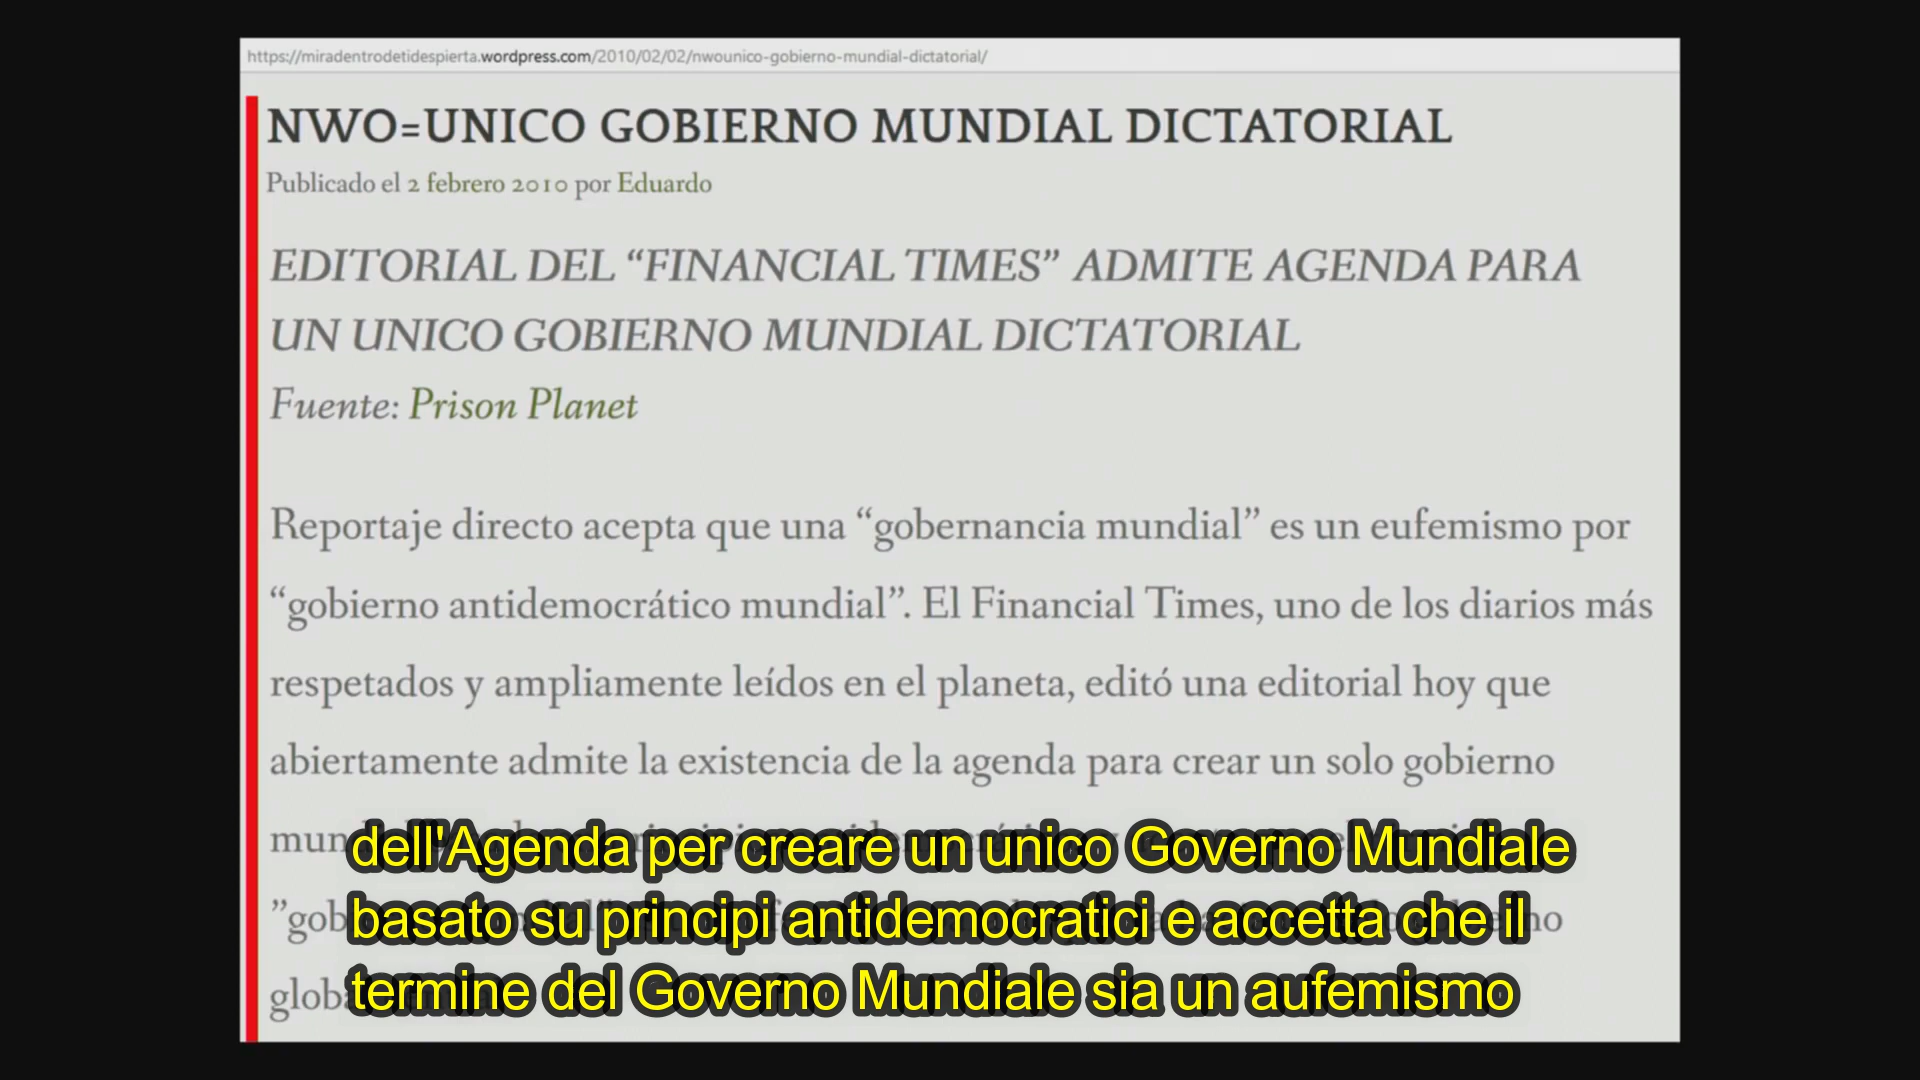 https://miradentrodetidespierta.wordpress.com/2010/02/02/nwounico-gobierno-mundial-dictatorial/
NWO=UNICO GOBIERNO MUNDIAL DICTATORIAL
Publicado el 2 febrero 2010 por Eduardo
EDITORIAL DEL “FINANCIAL TIMES” ADMITE AGENDA PARA
UN UNICO GOBIERNO MUNDIAL DICTATORIAL
Fuente: Prison Planet
Reportaje directo acepta que una “gobernancia mundial” es un eufemismo por
“gobierno antidemocrático mundial”. El Financial Times, uno de los diarios más
respetados y ampliamente leídos en el planeta, editó una editorial hoy que
abiertamente admite la existencia de la agenda para crear un solo gobierno
dell'Agenda per creare un unico Governo Mundiale
basato su principi antidemocratici e accetta che il
termine del Governo Mundiale sia un aufemismo